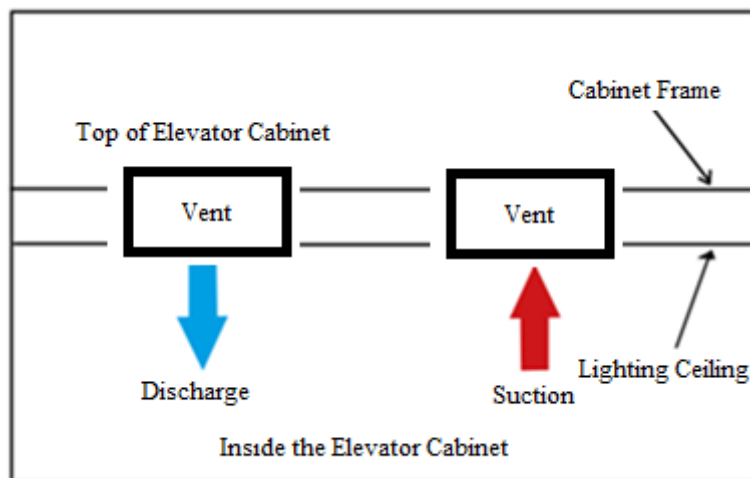 Cabinet Frame
Top of Elevator Cabinet
Vent
Vent
Discharge
Suction
Lighting Ceiling
Inside the Elevator Cabinet